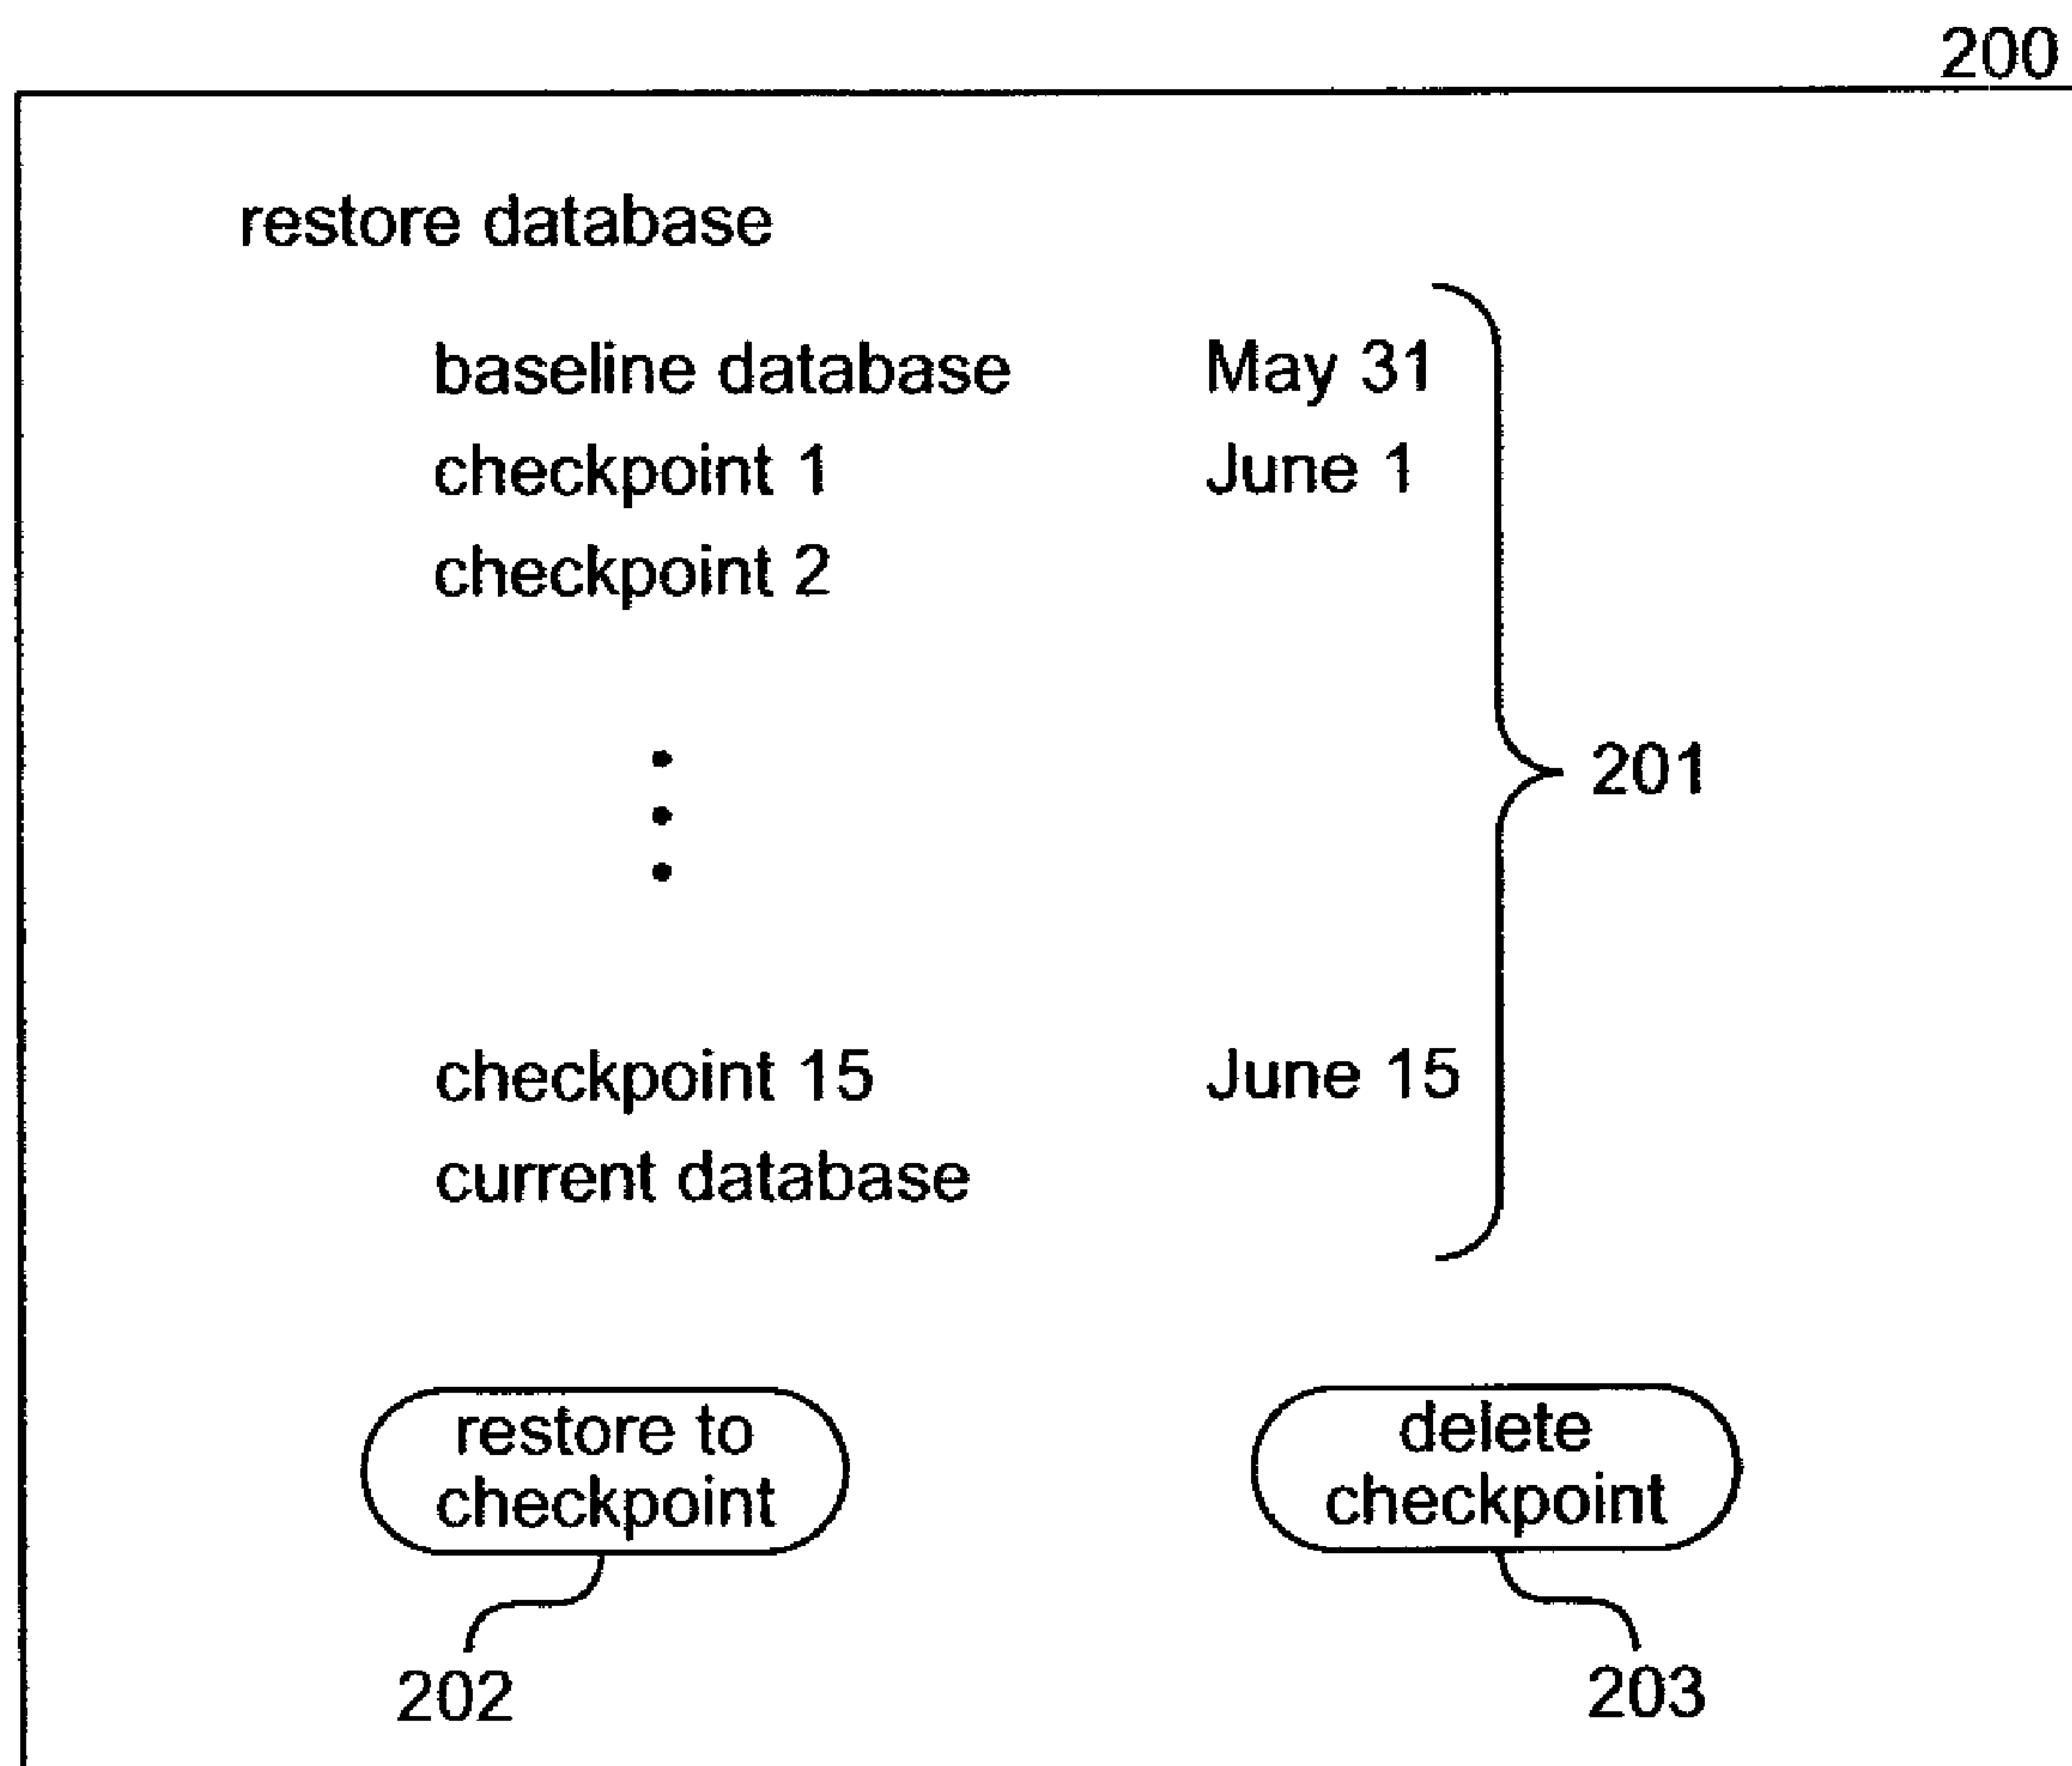 200
restore database
baseline database May 31
checkpoint 1 June 1
checkpoint 2
201
checkpoint 15 June 15
current database
restore to
checkpoint
delete
checkpoint
202
203